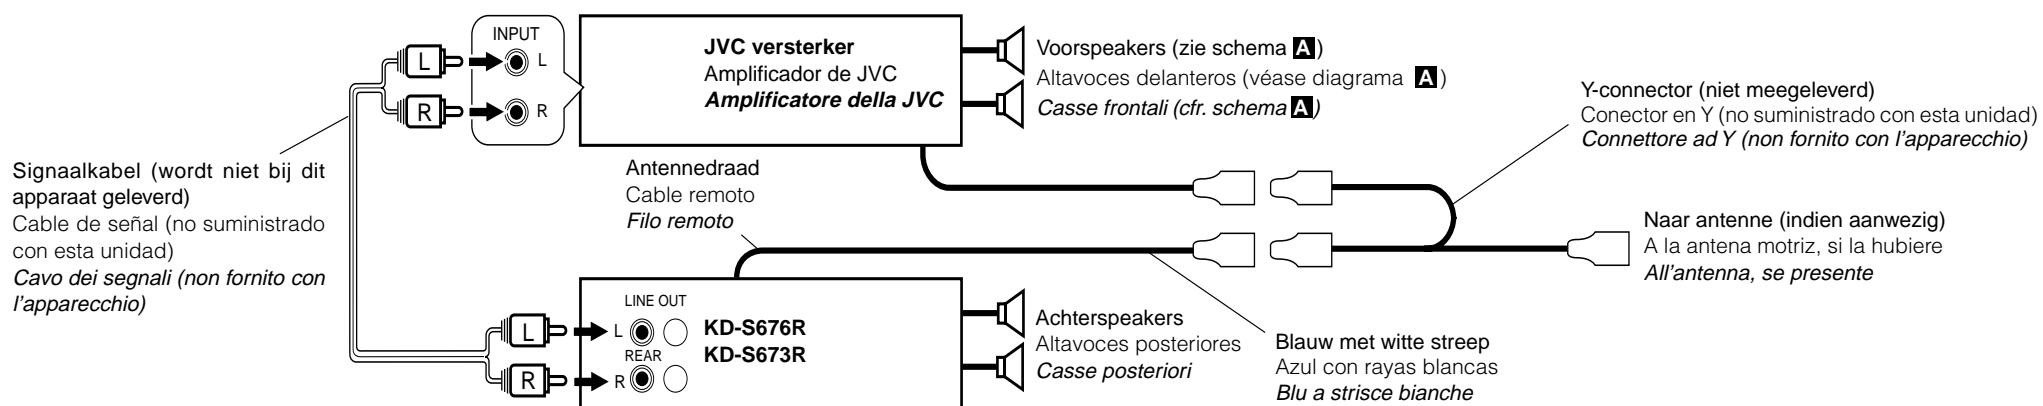 INPUT
L
L
R
R
JVC versterker
Amplificador de JVC
Amplificatore della JVC
Voorspeakers (zie schema A)
Altavoces delanteros (véase diagrama A)
Casse frontali (cfr. schema A)
Y-connector (niet meegeleverd)
Conector en Y (no suministrado con esta unidad)
Connettore ad Y (non fornito con l'apparecchio)
Signaalkabel (wordt niet bij dit
apparaat geleverd)
Cable de señal (no suministrado
con esta unidad)
Cavo dei segnali (non fornito con
l'apparecchio)
Antennedraad
Cable remoto
Filo remoto
Naar antenne (indien aanwezig)
A la antena motriz, si la hubiere
All'antenna, se presente
LINE OUT
L
L
REAR
R
R
KD-S676R
KD-S673R
Achterspeakers
Altavoces posteriores
Casse posteriori
Blauw met witte streep
Azul con rayas blancas
Blu a strisce bianche